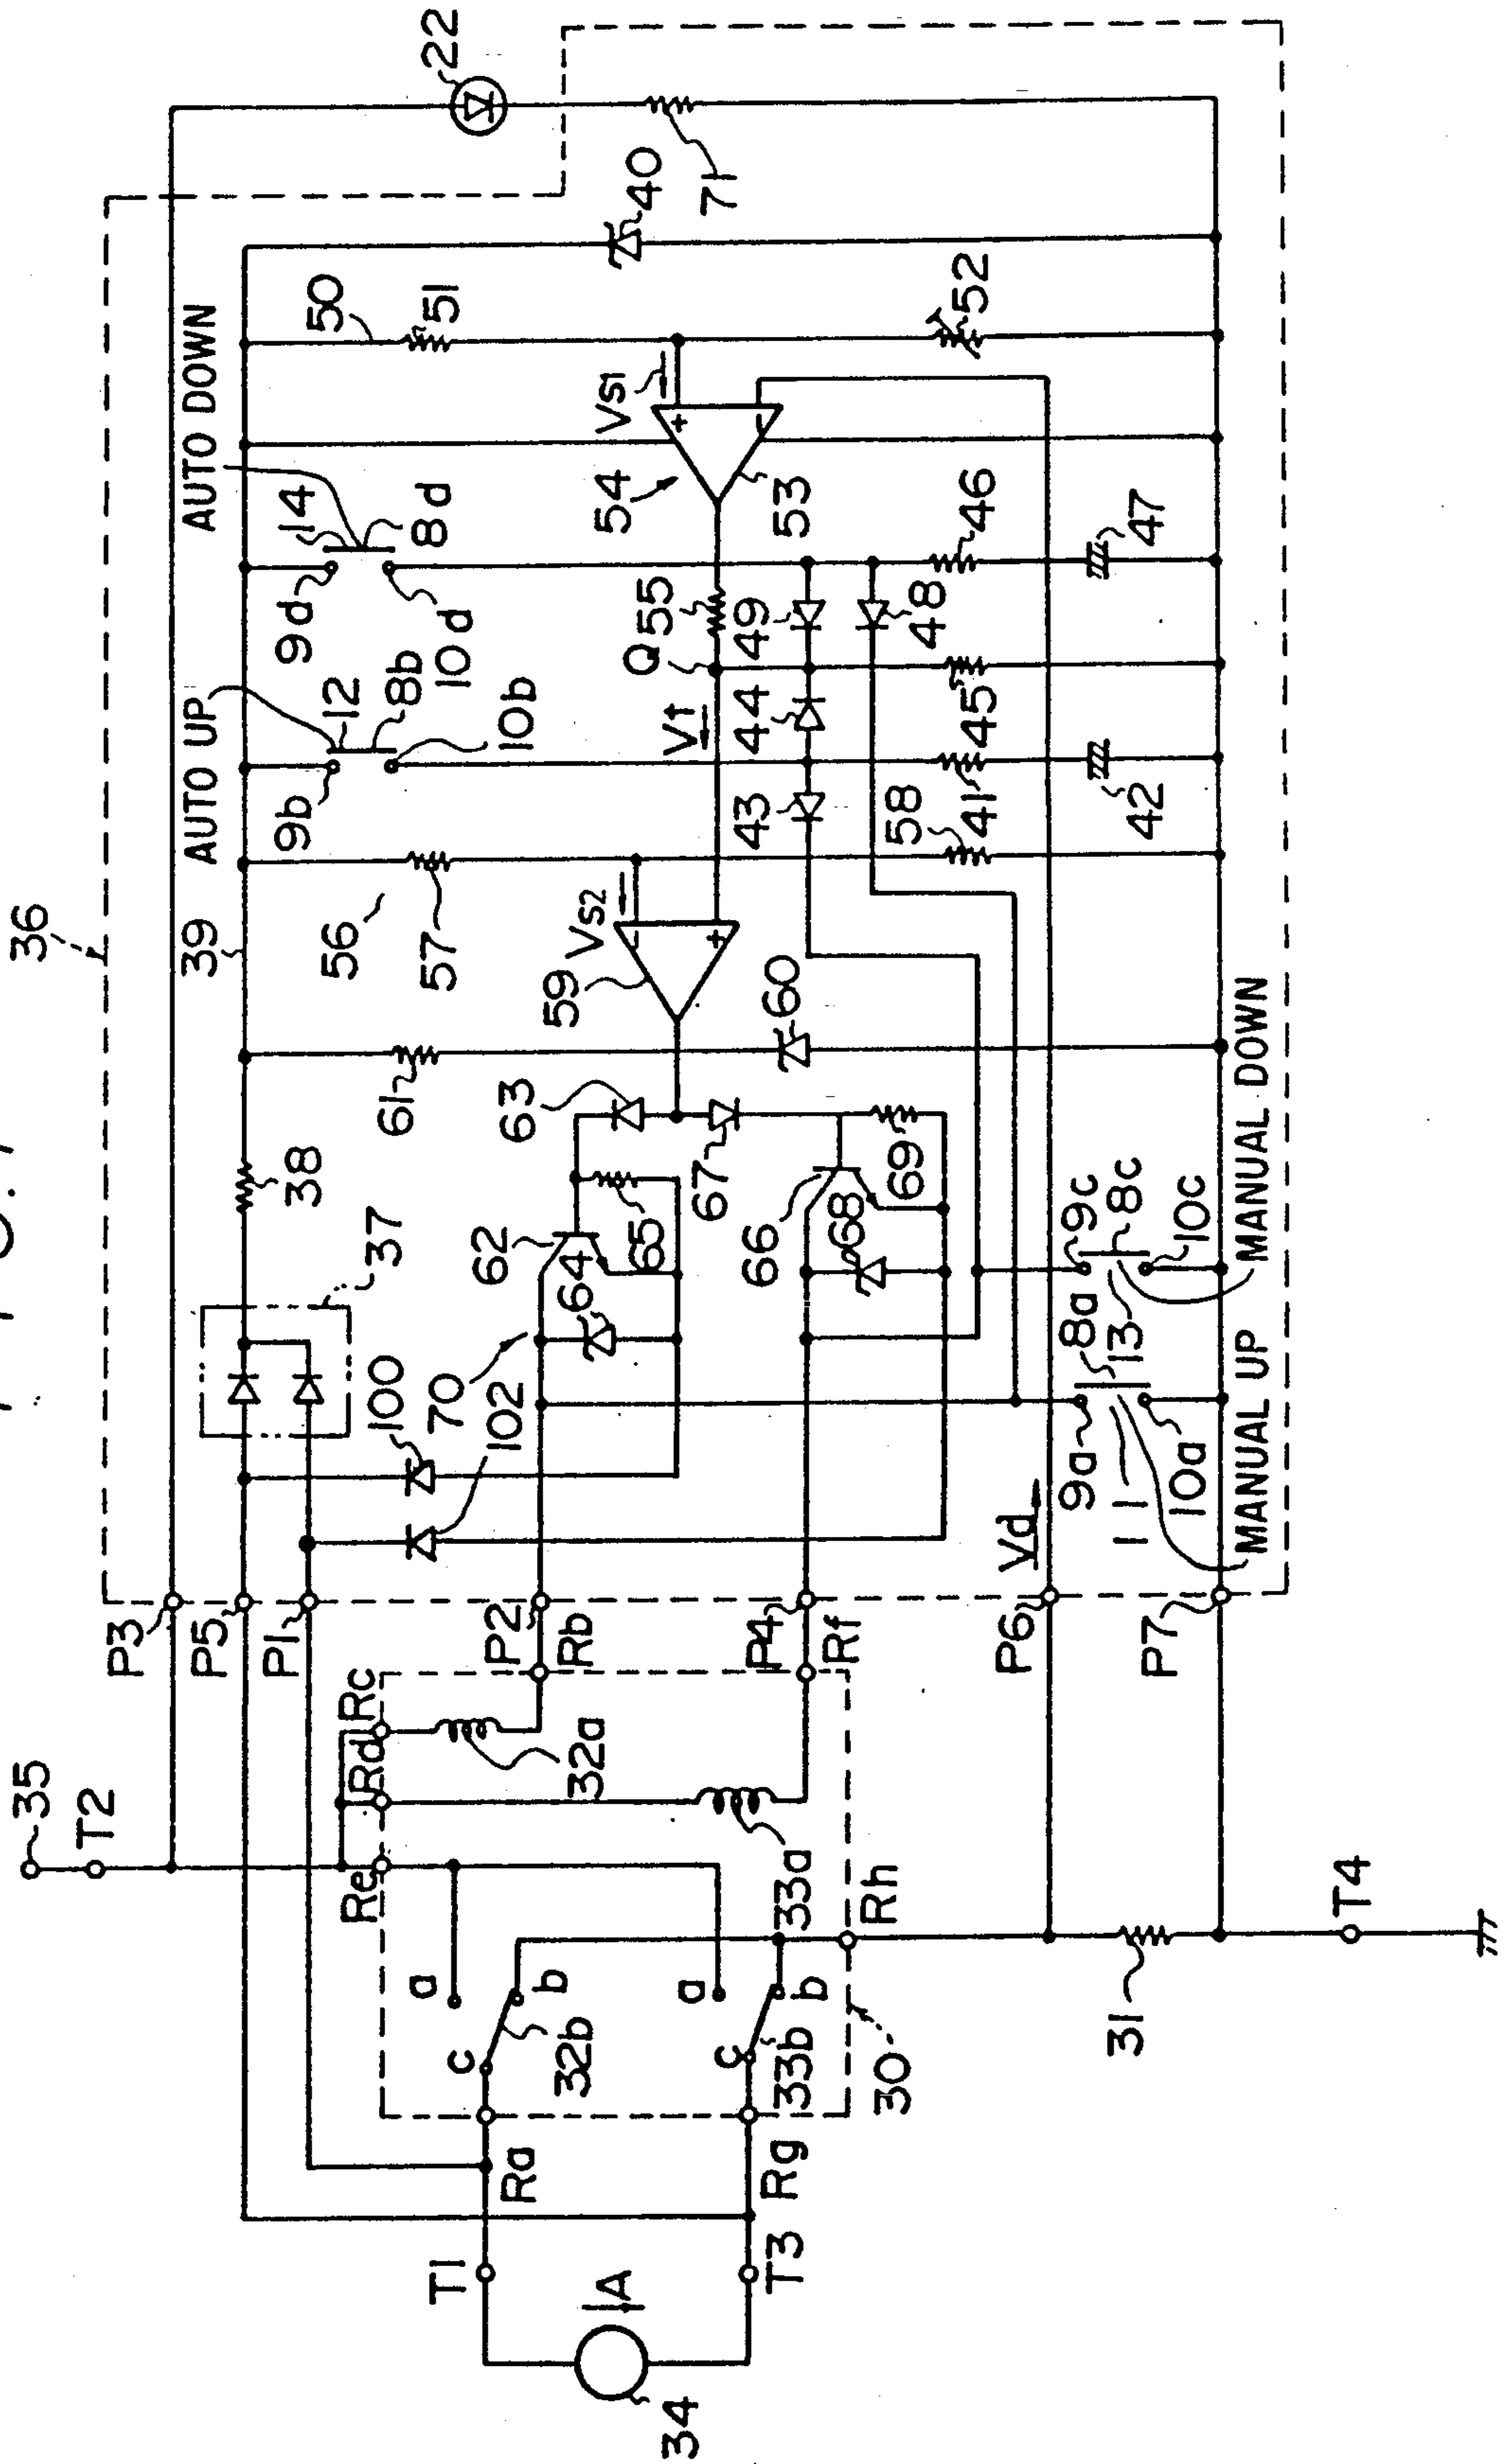 36
22
39
AUTO UP
AUTO DOWN
40
71
50
51
52
Vs1
54
53
14
9d
8d
10d
12
9b
8b
10b
56
57
Vs2
59
Q
55
Vt
49
44
43
48
46
47
45
41
58
42
61
60
63
67
69
38
37
62
64
65
66
68
70
100
102
9c
8c
10c
13
8a
9a
11
10a
MANUAL UP
MANUAL DOWN
Vd
P3
P5
P1
P2
P4
P6
P7
35
T2
Rc
Rd
Re
Rb
Rf
32a
33a
Rh
a
b
c
32b
a
b
c
33b
30
31
T4
Ra
Rg
T1
T3
A
34